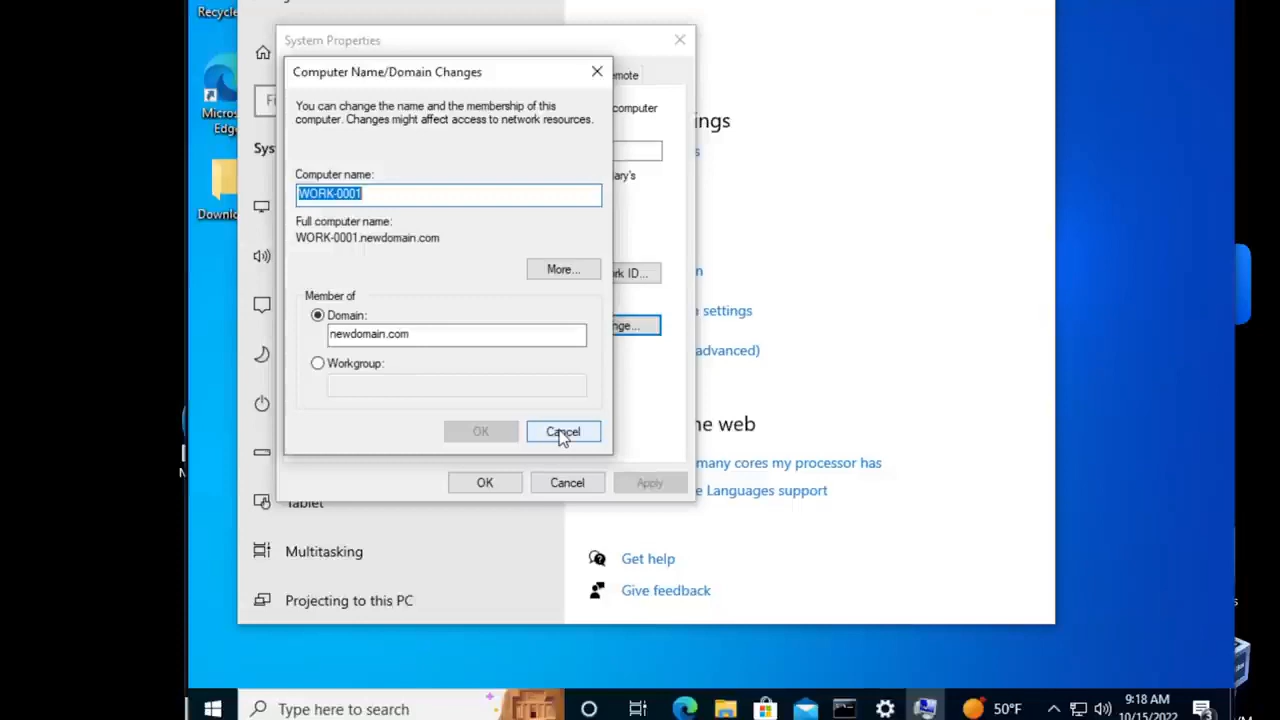 Recycle
System Properties
Computer Name/Domain Changes
emote
You can change the name and the membership of this
computer. Changes might affect access to network resources.
computer
ings
Fi
Micros
Edge
s
Sys
Computer name:
ary's
WORK-0001
Downlo
Full computer name:
WORK-0001.newdomain.com
More...
rk ID...
n
Member of
Domain:
n settings
newdomain.com
nge...
advanced)
Workgroup:
ne web
OK
Cancel
many cores my processor has
OK
Cancel
Apply
e Languages support
Tablet
Multitasking
Get help
Give feedback
Projecting to this PC
s
Type here to search
50°F
9:18 AM
10/15/2022
3